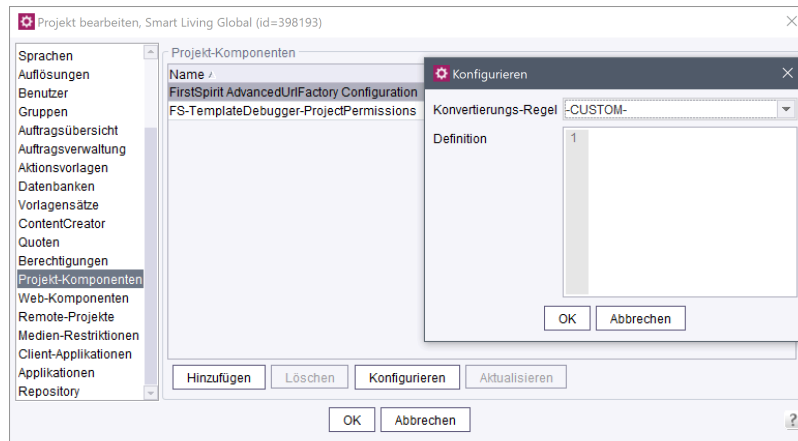 Projekt bearbeiten, Smart Living Global (id=398193)
Sprachen
Auflösungen
Benutzer
Gruppen
Auftragsübersicht
Auftragsverwaltung
Aktionsvorlagen
Datenbanken
Vorlagensätze
ContentCreator
Quoten
Berechtigungen
Projekt-Komponenten
Web-Komponenten
Remote-Projekte
Medien-Restriktionen
Client-Applikationen
Applikationen
Repository
Projekt-Komponenten
Name
FirstSpirit AdvancedUrlFactory Configuration
FS-TemplateDebugger-ProjectPermissions
Hinzufügen Löschen Konfigurieren Aktualisieren
Konfigurieren
Konvertierungs-Regel -CUSTOM-
Definition 1
OK Abbrechen
OK Abbrechen
?